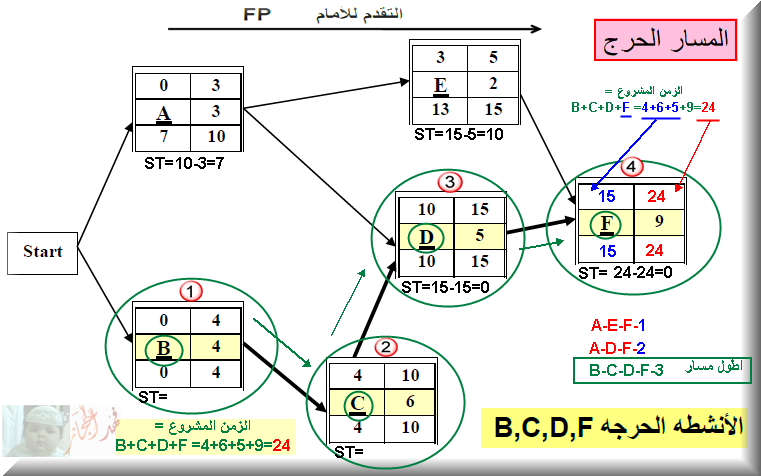 FP التقدم للامام
المسار الحرج
الزمن المشروع =
B+C+D+F =4+6+5+9=24
0 3
A 3
7 10
ST=10-3=7
3 5
E 2
13 15
ST=15-5=10
4
15 24
F 9
15 24
ST= 24-24=0
3
10 15
D 5
10 15
ST=15-15=0
Start
1
0 4
B 4
0 4
ST=
2
4 10
C 6
4 10
ST=
A-E-F-1
A-D-F-2
B-C-D-F-3 اطول مسار
الأنشطه الحرجه B,C,D,F
الزمن المشروع =
B+C+D+F =4+6+5+9=24